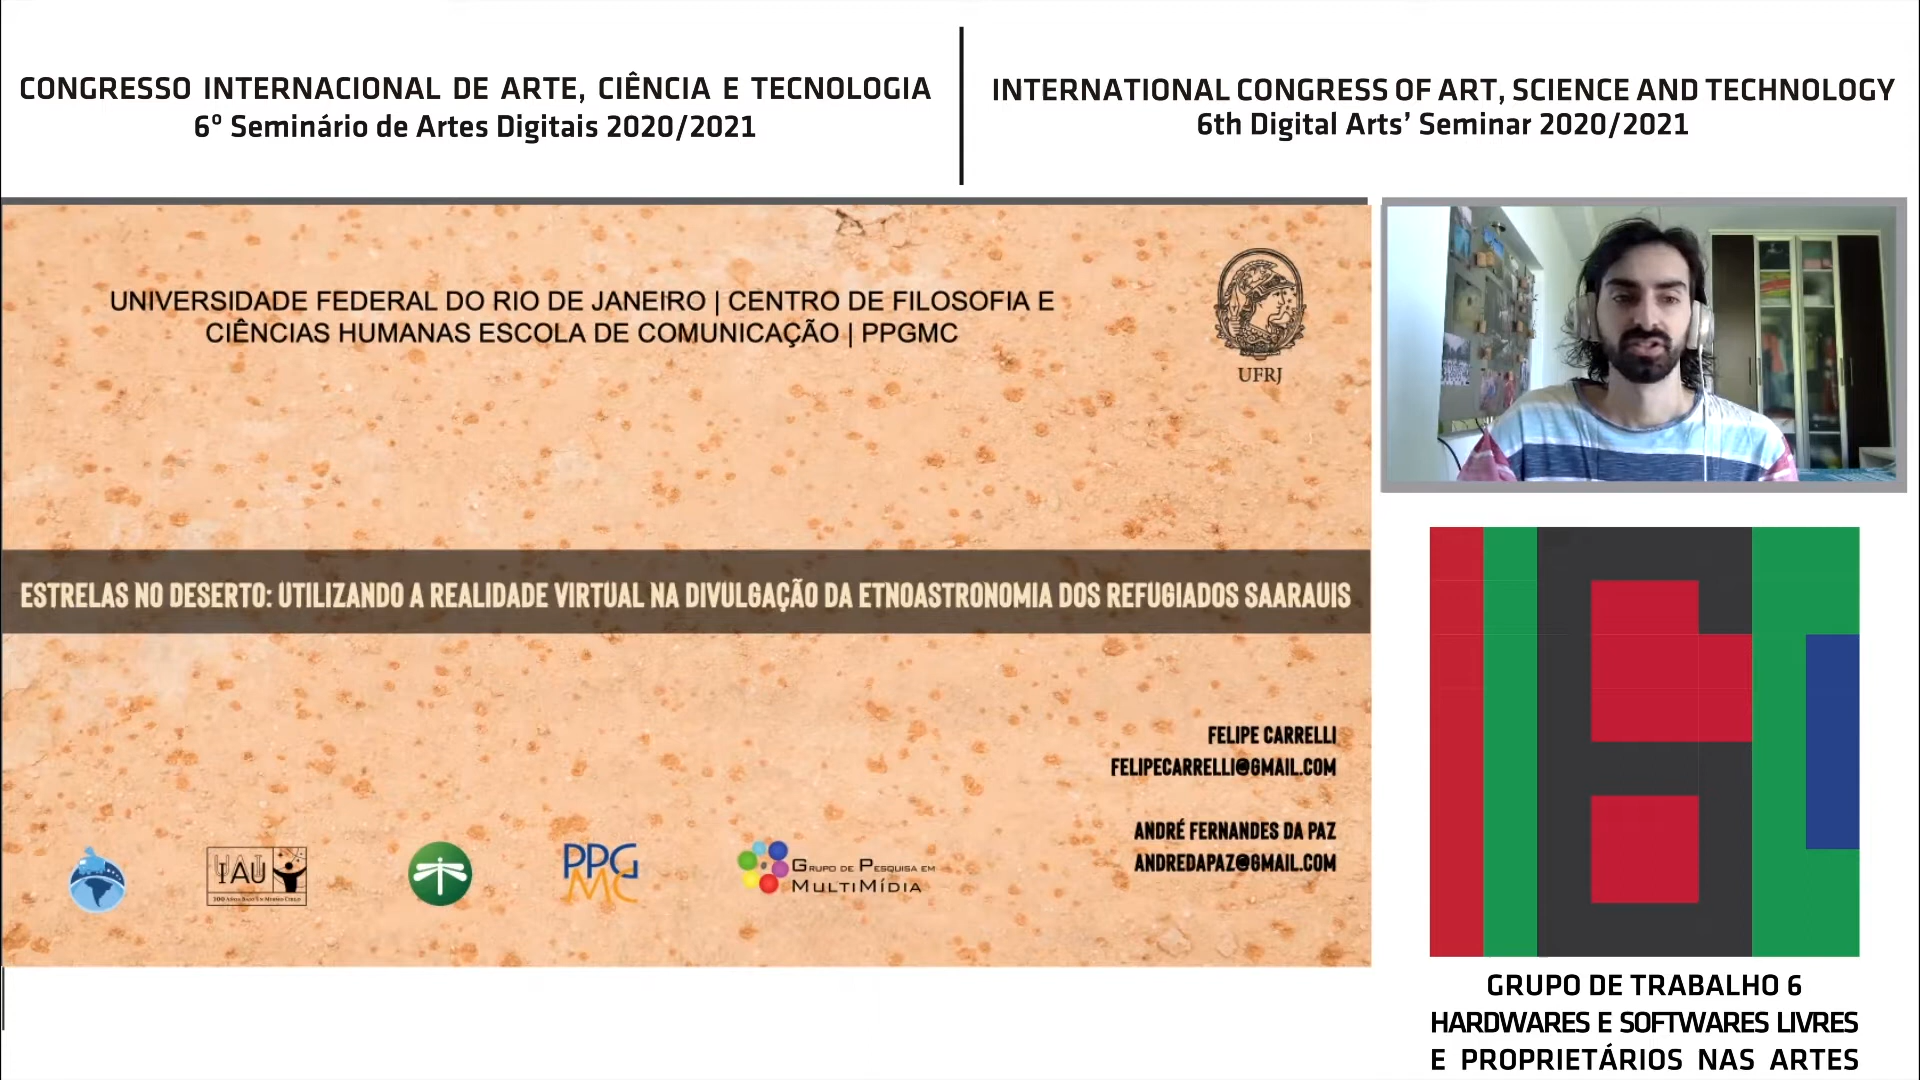 CONGRESSO INTERNACIONAL DE ARTE, CIÊNCIA E TECNOLOGIA
6º Seminário de Artes Digitais 2020/2021
INTERNATIONAL CONGRESS OF ART, SCIENCE AND TECHNOLOGY
6th Digital Arts’ Seminar 2020/2021
UNIVERSIDADE FEDERAL DO RIO DE JANEIRO | CENTRO DE FILOSOFIA E
CIÊNCIAS HUMANAS ESCOLA DE COMUNICAÇÃO | PPGMC
UFRJ
ESTRELAS NO DESERTO: UTILIZANDO A REALIDADE VIRTUAL NA DIVULGAÇÃO DA ETNOASTRONOMIA DOS REFUGIADOS SAARAUIS
FELIPE CARRELLI
FELIPECARRELLI@GMAIL.COM
ANDRÉ FERNANDES DA PAZ
ANDREDAPAZ@GMAIL.COM
IAU
PPG
MC
GRUPO DE PESQUISA EM
MULTIMÍDIA
GRUPO DE TRABALHO 6
HARDWARES E SOFTWARES LIVRES
E PROPRIETÁRIOS NAS ARTES